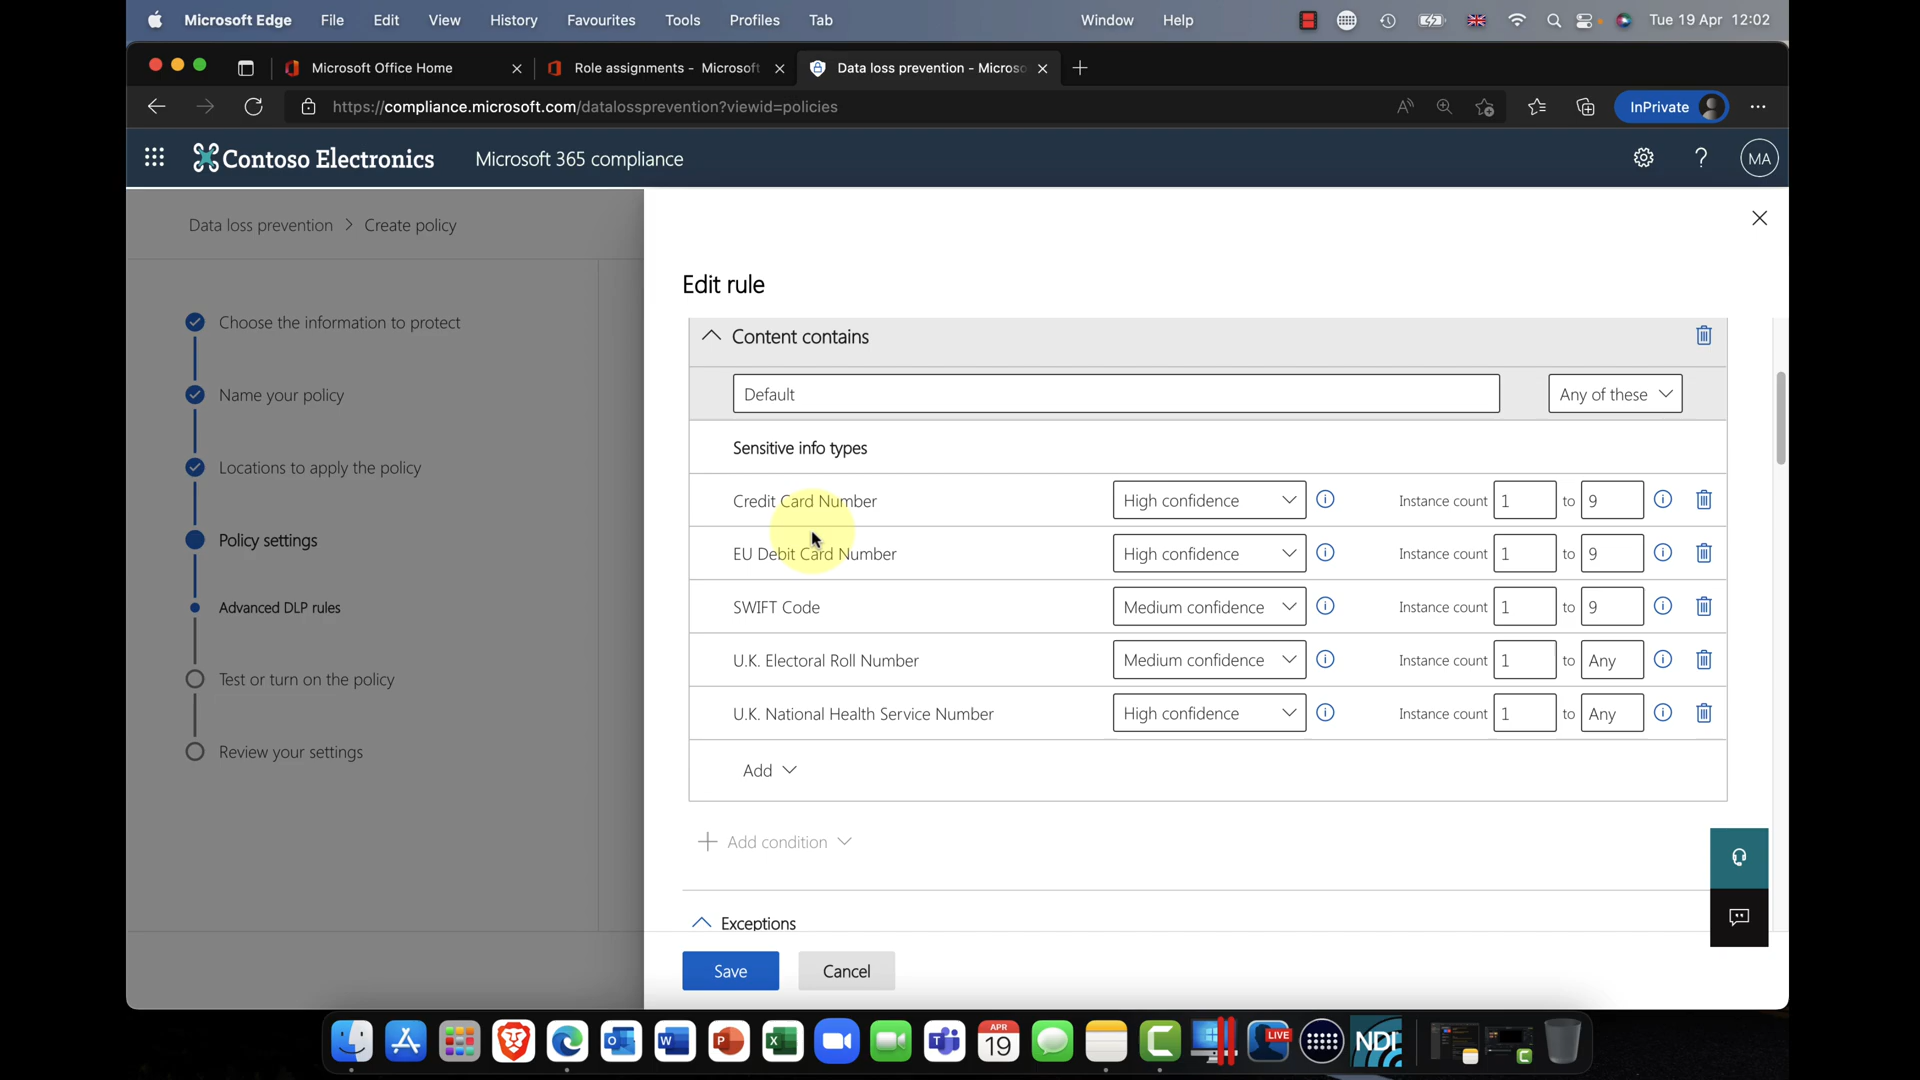 Microsoft Edge File Edit View History Favourites Tools Profiles Tab Window Help Tue 19 Apr 12:02
Microsoft Office Home Role assignments - Microsoft Data loss prevention - Microso
https://compliance.microsoft.com/datalossprevention?viewid=policies InPrivate
Contoso Electronics Microsoft 365 compliance ? MA
Data loss prevention > Create policy
Choose the information to protect
Name your policy
Locations to apply the policy
Policy settings
Advanced DLP rules
Test or turn on the policy
Review your settings
Edit rule
Content contains
Default Any of these
Sensitive info types
Credit Card Number High confidence Instance count 1 to 9
EU Debit Card Number High confidence Instance count 1 to 9
SWIFT Code Medium confidence Instance count 1 to 9
U.K. Electoral Roll Number Medium confidence Instance count 1 to Any
U.K. National Health Service Number High confidence Instance count 1 to Any
Add
Add condition
Exceptions
Save Cancel
APR
19
LIVE
NDI